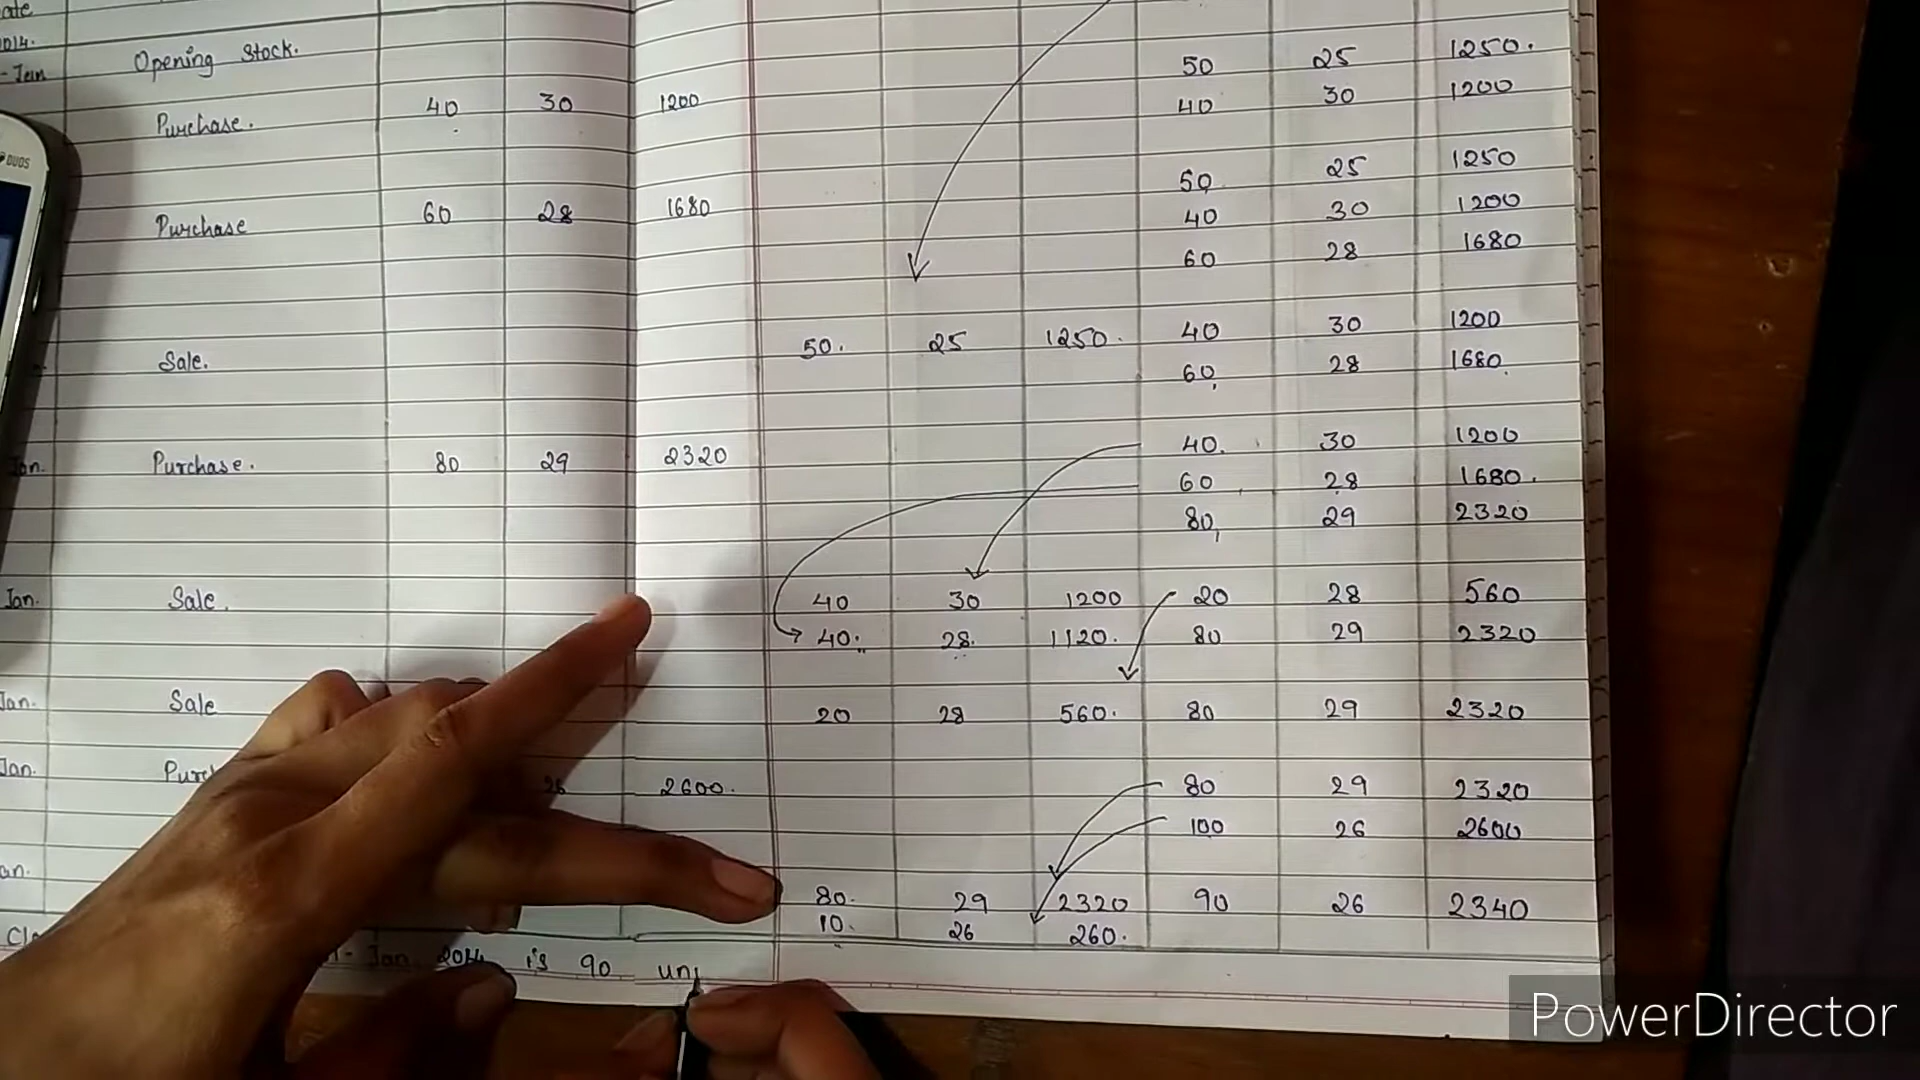 ate
2014.
-Jan Opening Stock. 50 25 1250.
Purchase. 40 30 1200 40 30 1200
50 25 1250
Purchase 60 28 1680 40 30 1200
60 28 1680
Sale. 50. 25 1250. 40 30 1200
60 28 1680
40. 30 1200
Jan. Purchase. 80 29 2320 60 28 1680.
80 29 2320
Jan. Sale. 40 30 1200 20 28 560
40. 28. 1120. 80 29 2320
Jan. Sale 20 28 560. 80 29 2320
Jan. Purc 26 2600. 80 29 2320
100 26 2600
an. 80. 29 2320 90 26 2340
10. 26 260.
Clo - Jan 2014 is 90 uni
DUOS
PowerDirector